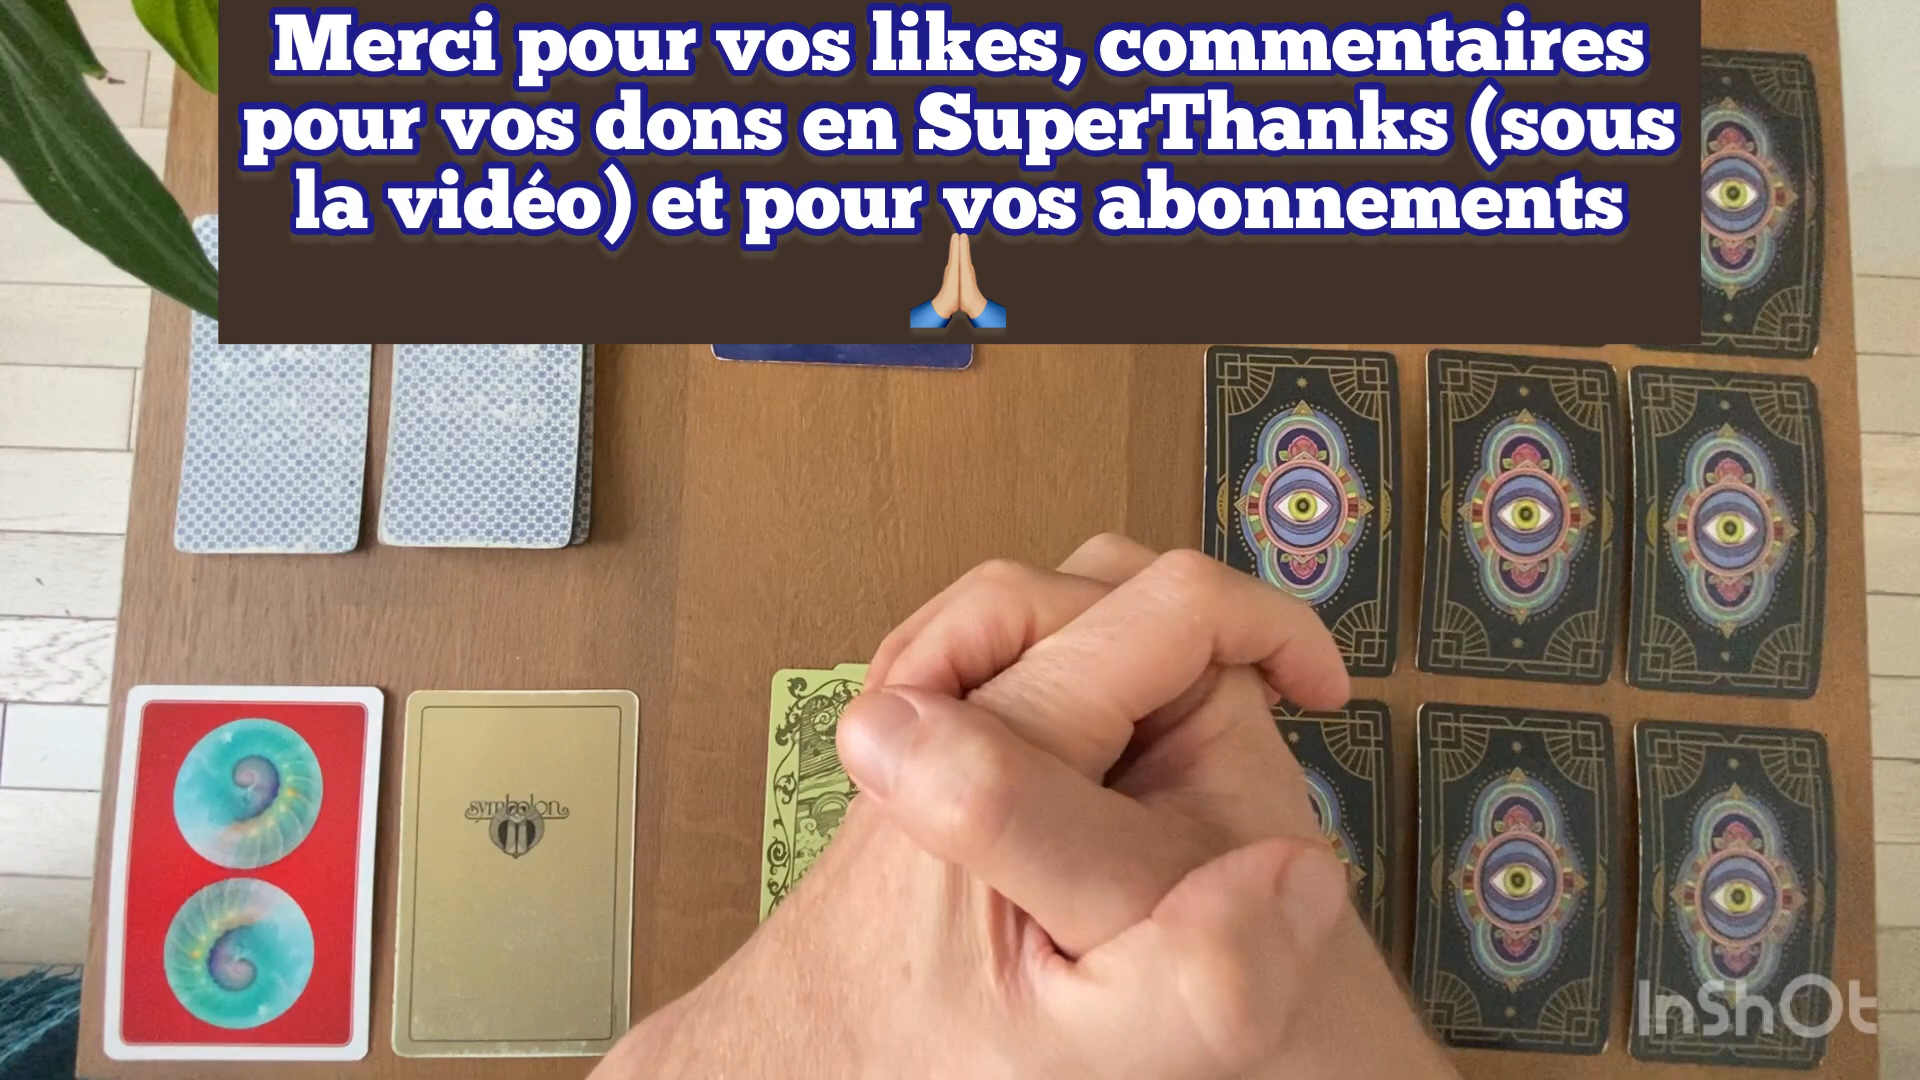 Merci pour vos likes, commentaires
pour vos dons en SuperThanks (sous
la vidéo) et pour vos abonnements
symbolon
InShOt